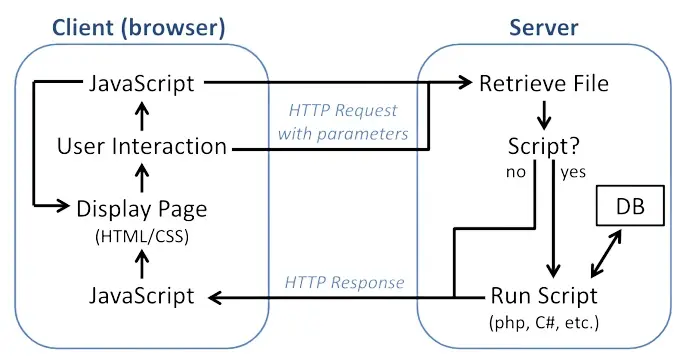 Client (browser)
Server
JavaScript
Retrieve File
HTTP Request
with parameters
User Interaction
Script?
no
yes
Display Page
(HTML/CSS)
DB
HTTP Response
JavaScript
Run Script
(php, C#, etc.)